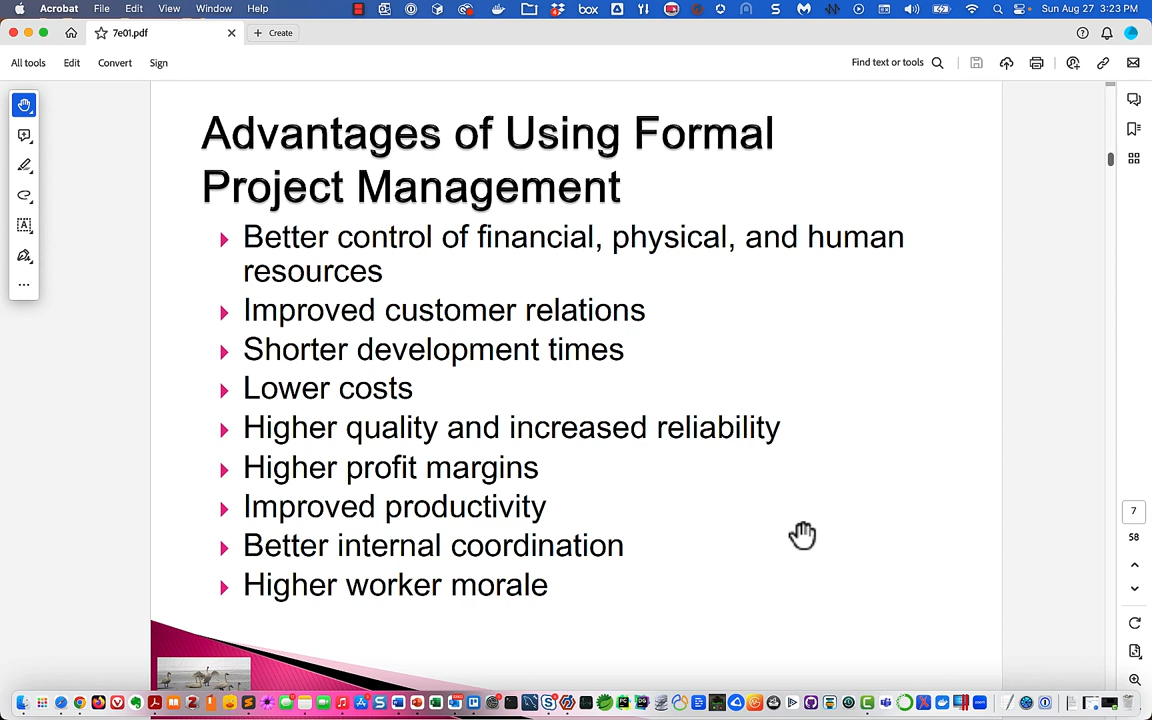 Acrobat File Edit View Window Help box Sun Aug 27 3:23 PM
7e01.pdf Create
All tools Edit Convert Sign Find text or tools
Advantages of Using Formal
Project Management
Better control of financial, physical, and human
resources
Improved customer relations
Shorter development times
Lower costs
Higher quality and increased reliability
Higher profit margins
Improved productivity
Better internal coordination
Higher worker morale
7
58